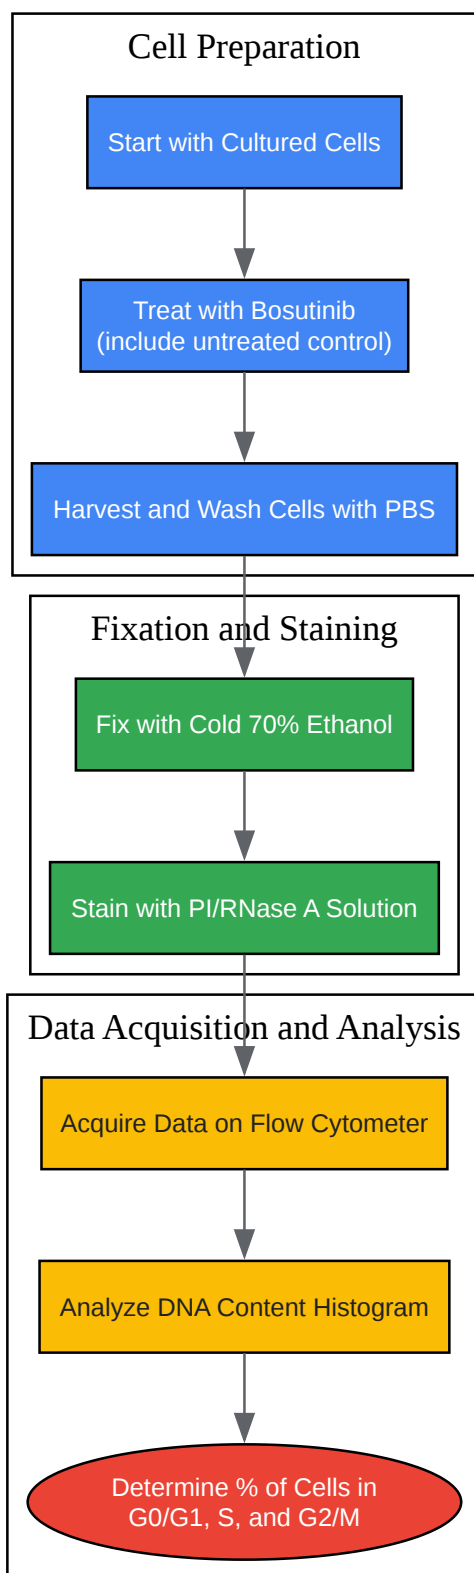 Cell Preparation
Start with Cultured Cells
Treat with Bosutinib
(include untreated control)
Harvest and Wash Cells with PBS
Fixation and Staining
Fix with Cold 70% Ethanol
Stain with PI/RNase A Solution
Data Acquisition and Analysis
Acquire Data on Flow Cytometer
Analyze DNA Content Histogram
Determine % of Cells in
G0/G1, S, and G2/M